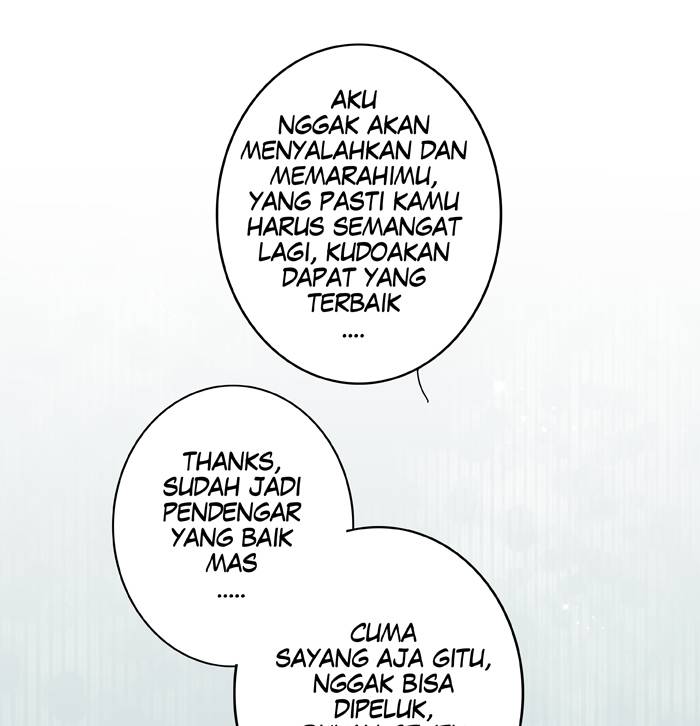 AKU
NGGAK AKAN
MENYALAHKAN DAN
MEMARAHIMU,
YANG PASTI KAMU
HARUS SEMANGAT
LAGI, KUDOAKAN
DAPAT YANG
TERBAIK
....
THANKS,
SUDAH JADI
PENDENGAR
YANG BAIK
MAS
.....
CUMA
SAYANG AJA GITU,
NGGAK BISA
DIPELUK,